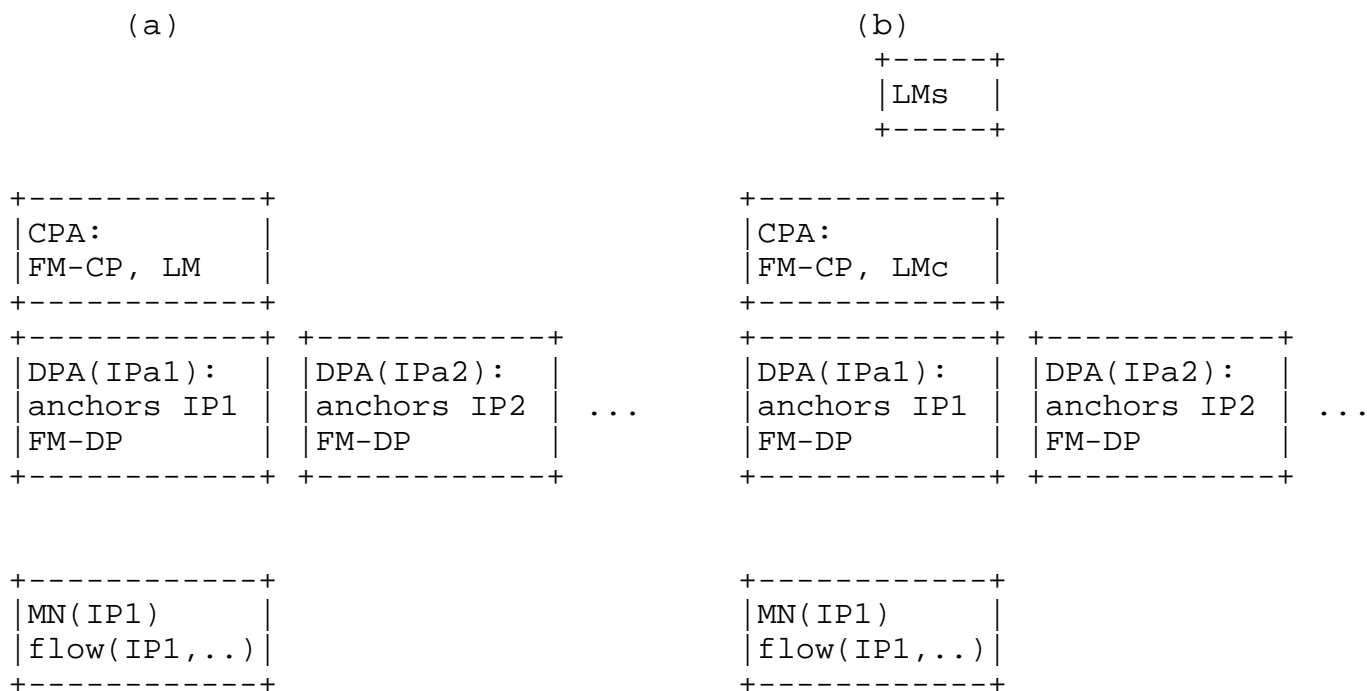 (a)                                             (b)
                                                 +-----+
                                                 |LMs  |
                                                 +-----+
+------------+                          +------------+
|CPA:        |                          |CPA:        |
|FM-CP, LM   |                          |FM-CP, LMc  |
+------------+                          +------------+
+------------+ +------------+           +------------+ +------------+
|DPA(IPa1):  | |DPA(IPa2):  |           |DPA(IPa1):  | |DPA(IPa2):  |
|anchors IP1 | |anchors IP2 | ...       |anchors IP1 | |anchors IP2 | ...
|FM-DP       | |FM-DP       |           |FM-DP       | |FM-DP       |
+------------+ +------------+           +------------+ +------------+
+------------+                          +------------+
|MN(IP1)     |                          |MN(IP1)     |
|flow(IP1,..)|                          |flow(IP1,..)|
+------------+                          +------------+